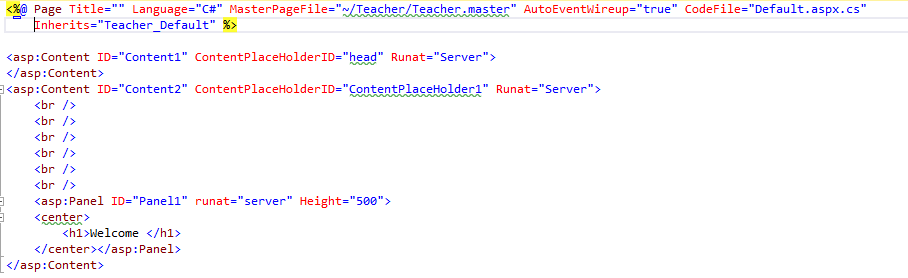 <%@ Page Title="" Language="C#" MasterPageFile="~/Teacher/Teacher.master" AutoEventWireup="true" CodeFile="Default.aspx.cs"
    Inherits="Teacher_Default" %>

<asp:Content ID="Content1" ContentPlaceHolderID="head" Runat="Server">
</asp:Content>
<asp:Content ID="Content2" ContentPlaceHolderID="ContentPlaceHolder1" Runat="Server">
    <br />
    <br />
    <br />
    <br />
    <br />
    <br />
    <asp:Panel ID="Panel1" runat="server" Height="500">
    <center>
        <h1>Welcome </h1>
    </center></asp:Panel>
</asp:Content>